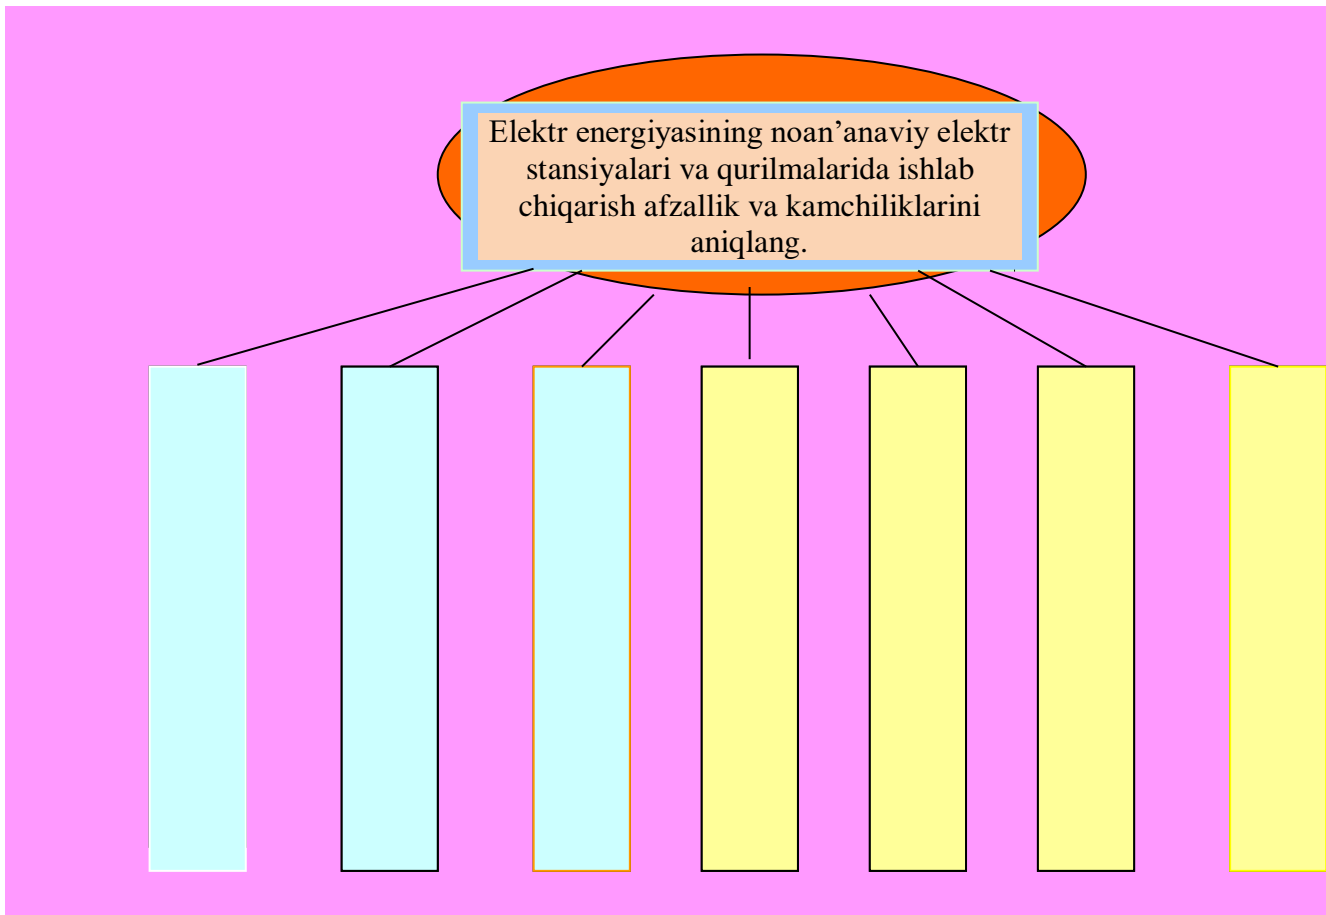 Elektr energiyasining noan’anaviy elektr
stansiyalari va qurilmalarida ishlab
chiqarish afzallik va kamchiliklarini
aniqlang.